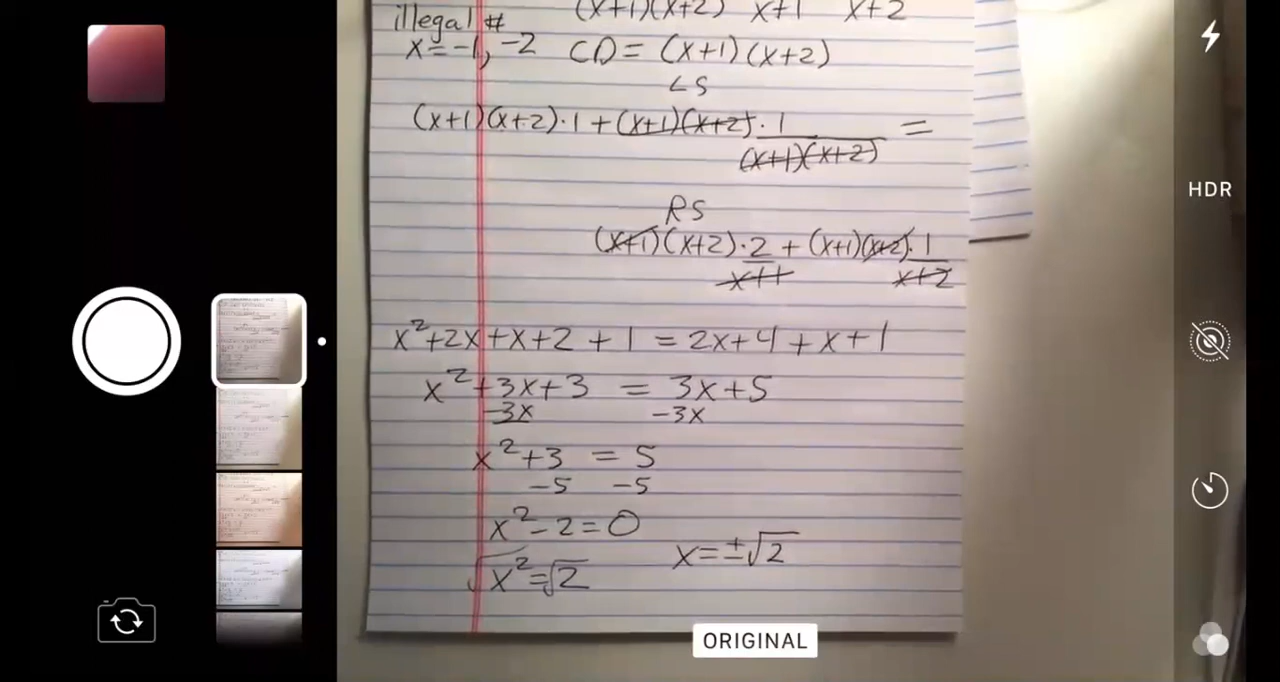 (x+1)(x+2) x+1 x+2
illegal #
x=-1,-2 CD= (x+1)(x+2)
LS
(x+1)(x+2)·1+(x+1)(x+2)·1 =
(x+1)(x+2)
RS
(x+1)(x+2)·2 + (x+1)(x+2)·1
x+1 x+2
x²+2x+x+2+1=2x+4+x+1
x²+3x+3 = 3x+5
-3x -3x
x²+3 = 5
-5 -5
x²-2=0
√x²=√2 x=±√2
HDR
ORIGINAL